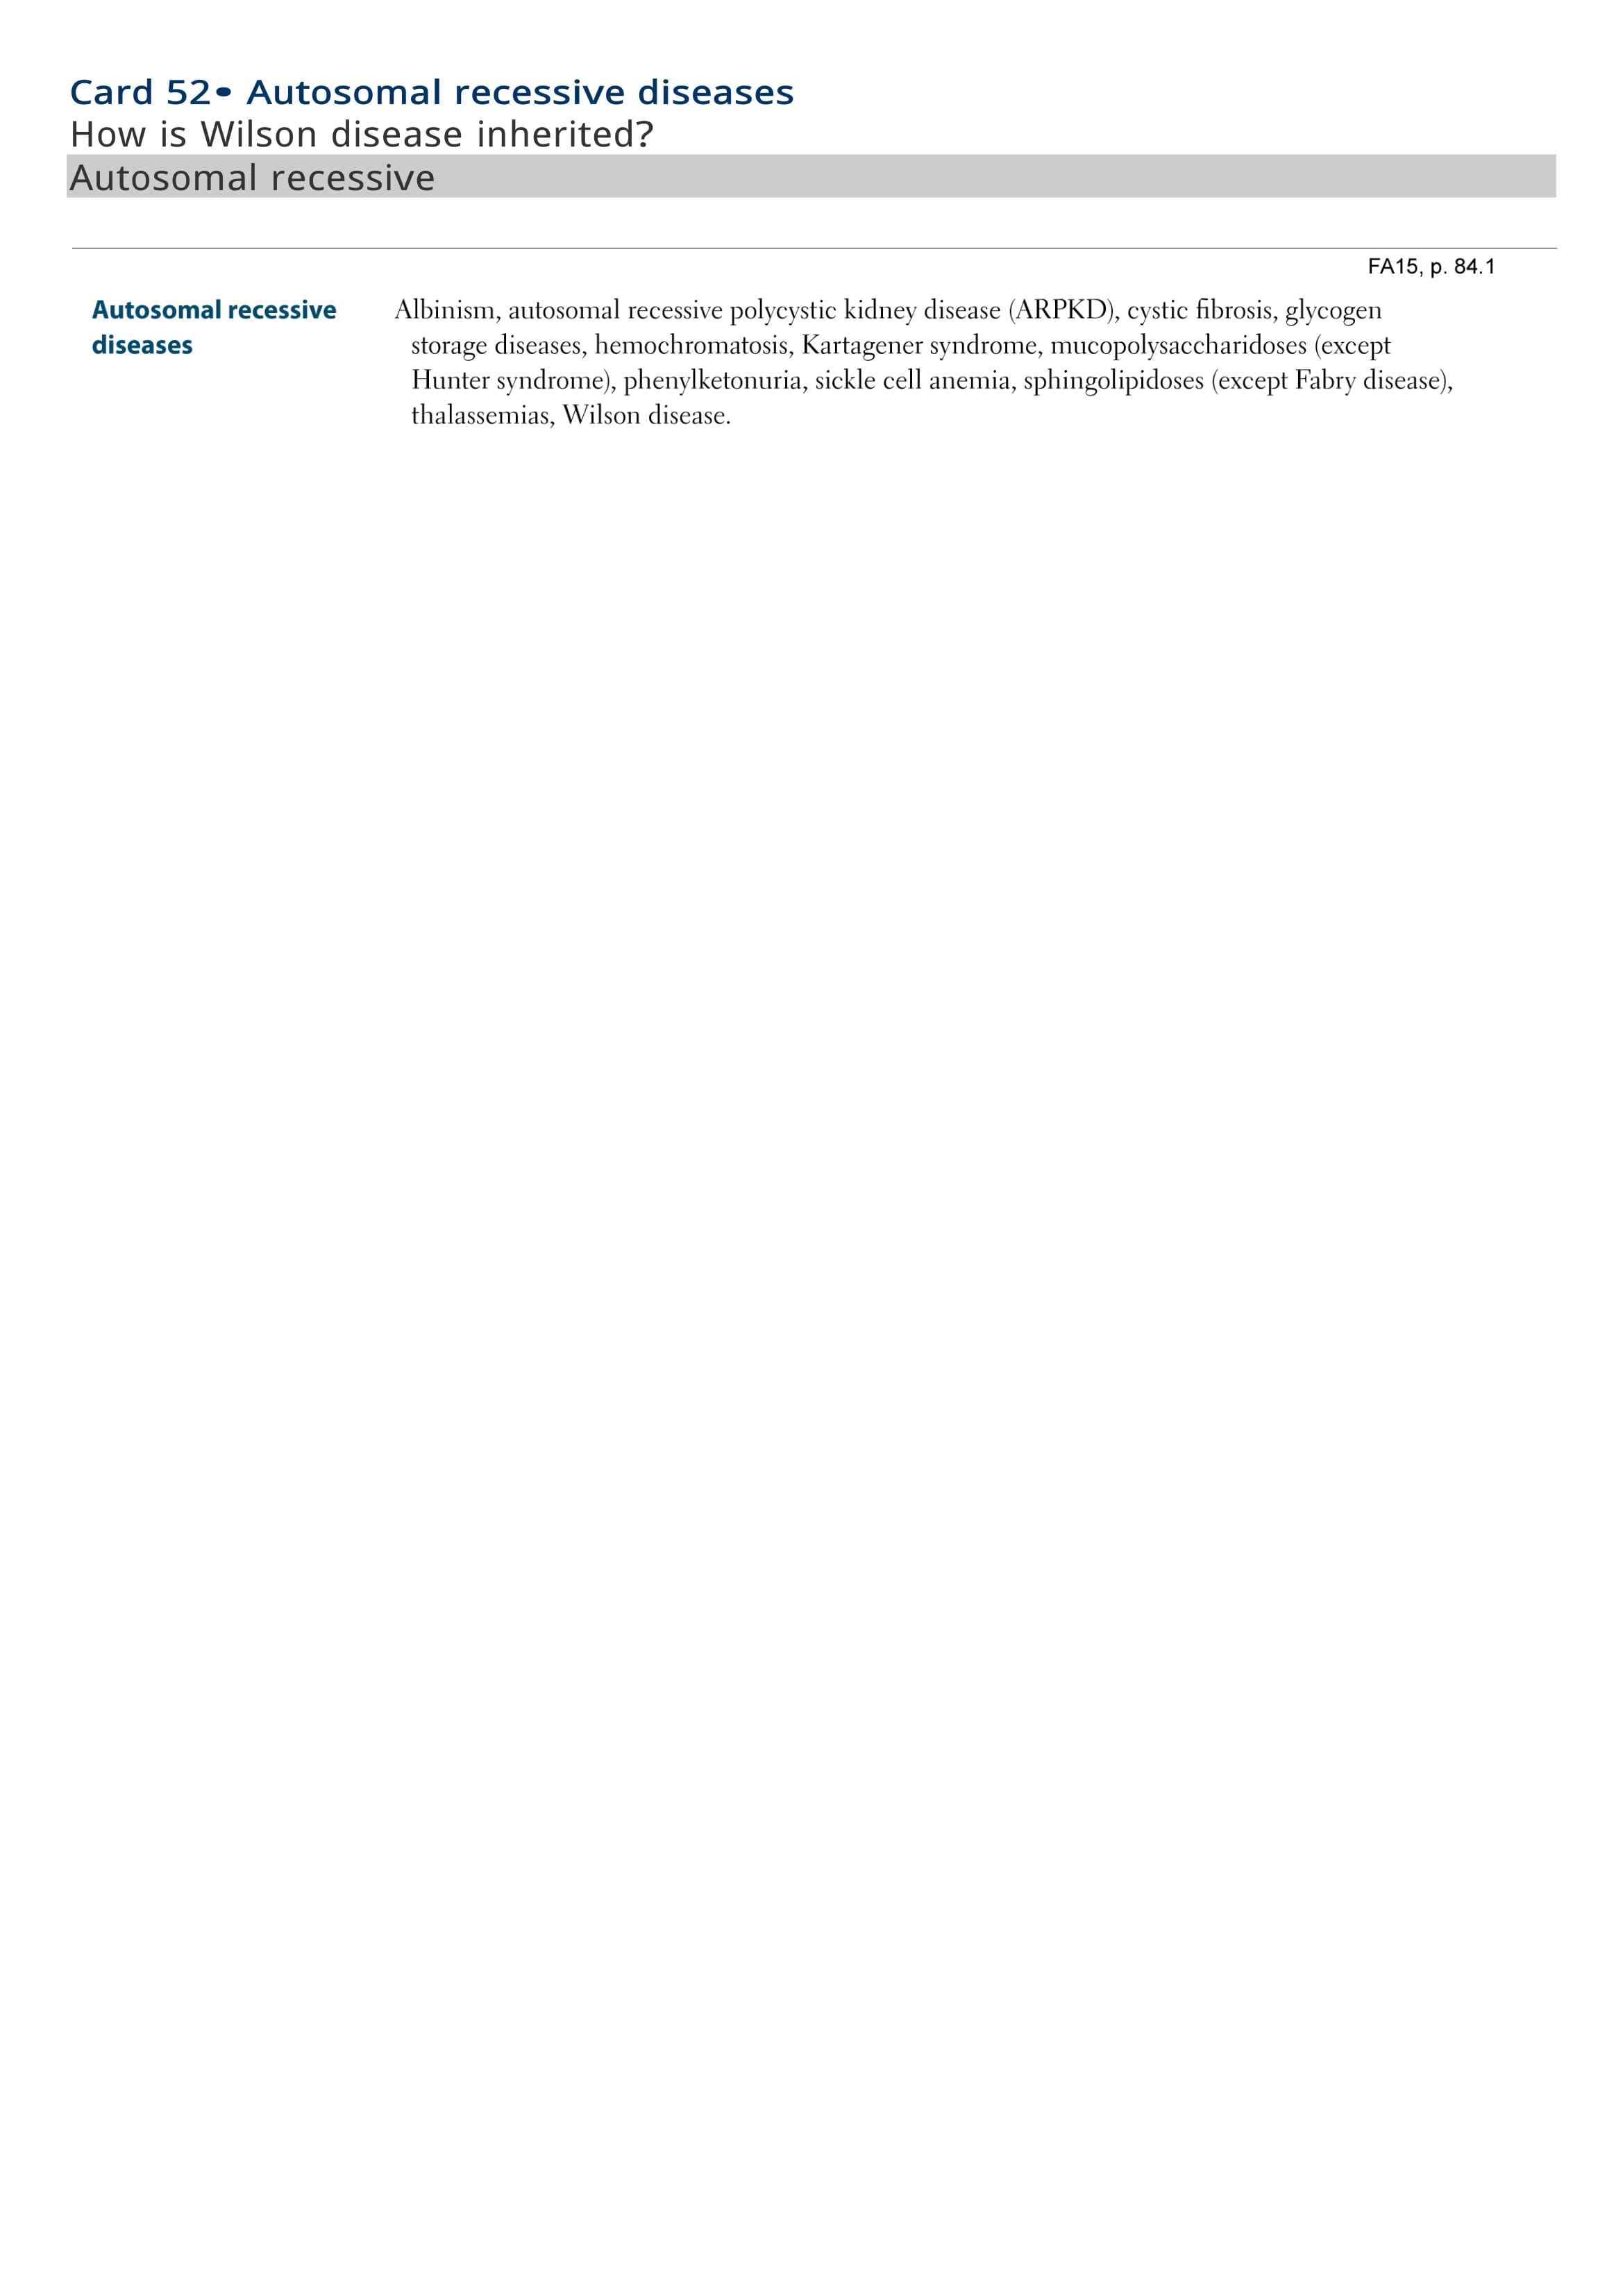 Card 52• Autosomal recessive diseases
How is Wilson disease inherited?
Autosomal recessive
FA15, p. 84.1
Autosomal recessive
diseases
Albinism, autosomal recessive polycystic kidney disease (ARPKD), cystic fibrosis, glycogen
storage diseases, hemochromatosis, Kartagener syndrome, mucopolysaccharidoses (except
Hunter syndrome), phenylketonuria, sickle cell anemia, sphingolipidoses (except Fabry disease),
thalassemias, Wilson disease.